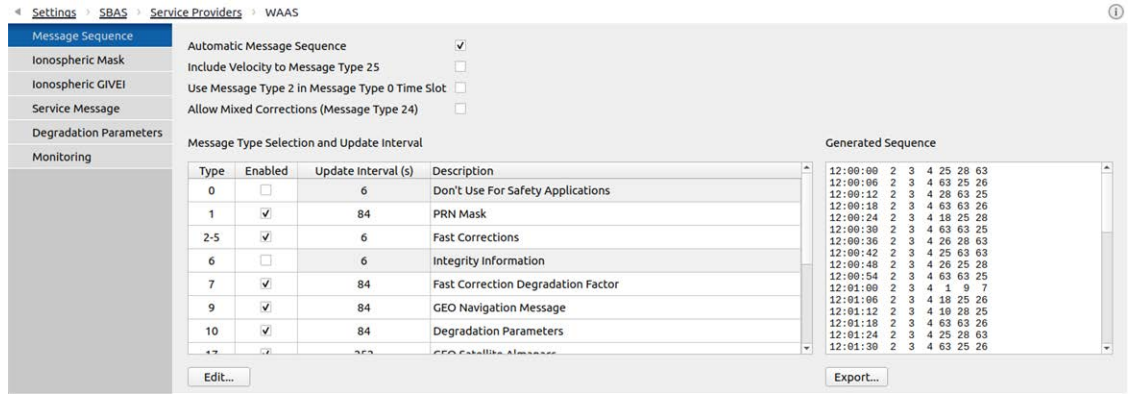 Settings › SBAS › Service Providers › WAAS
Message Sequence
Ionospheric Mask
Ionospheric GIVEI
Service Message
Degradation Parameters
Monitoring
Automatic Message Sequence
Include Velocity to Message Type 25
Use Message Type 2 in Message Type 0 Time Slot
Allow Mixed Corrections (Message Type 24)
Message Type Selection and Update Interval
Type Enabled Update Interval (s) Description
0 6 Don't Use For Safety Applications
1 84 PRN Mask
2-5 6 Fast Corrections
6 6 Integrity Information
7 84 Fast Correction Degradation Factor
9 84 GEO Navigation Message
10 84 Degradation Parameters
Edit...
Generated Sequence
12:00:00 2 3 4 25 28 63
12:00:06 2 3 4 63 25 26
12:00:12 2 3 4 28 63 25
12:00:18 2 3 4 63 63 26
12:00:24 2 3 4 18 25 28
12:00:30 2 3 4 63 63 25
12:00:36 2 3 4 26 28 63
12:00:42 2 3 4 25 63 63
12:00:48 2 3 4 26 25 28
12:00:54 2 3 4 63 63 25
12:01:00 2 3 4 1 9 7
12:01:06 2 3 4 18 25 26
12:01:12 2 3 4 10 28 25
12:01:18 2 3 4 63 63 26
12:01:24 2 3 4 25 28 63
12:01:30 2 3 4 63 25 26
Export...